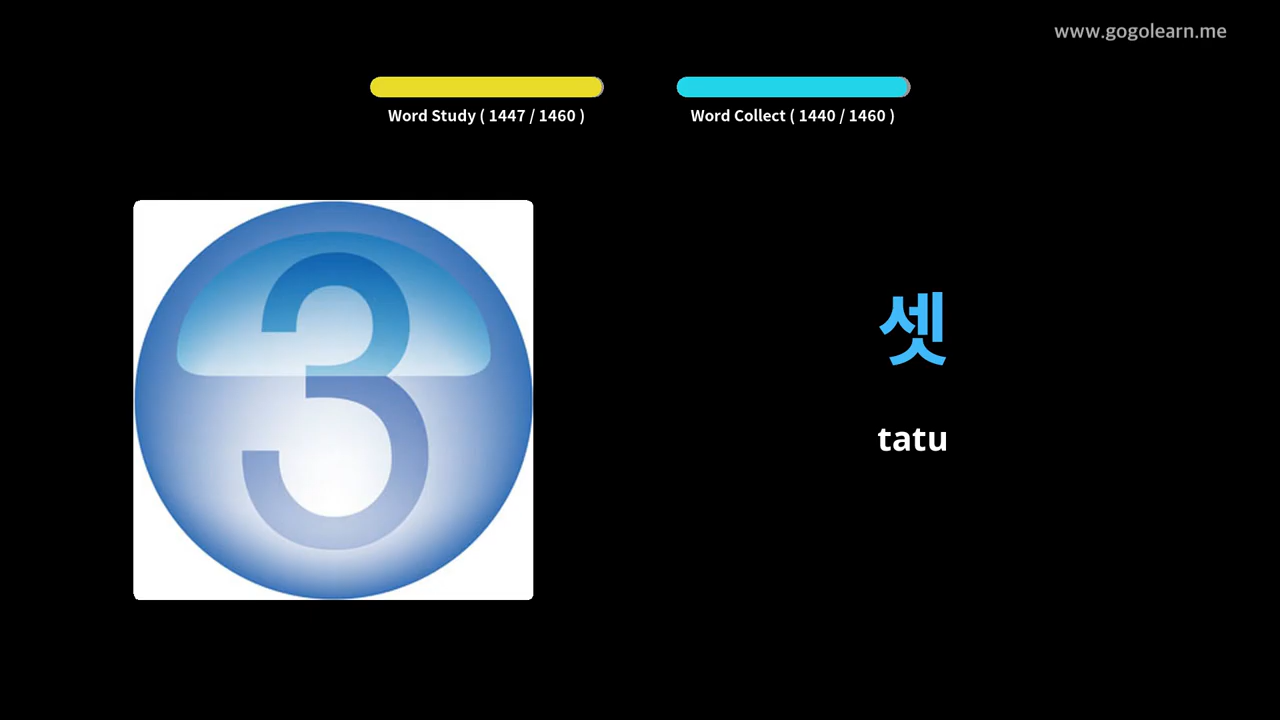 www.gogolearn.me
Word Study ( 1447 / 1460 )
Word Collect ( 1440 / 1460 )
3
셋
tatu